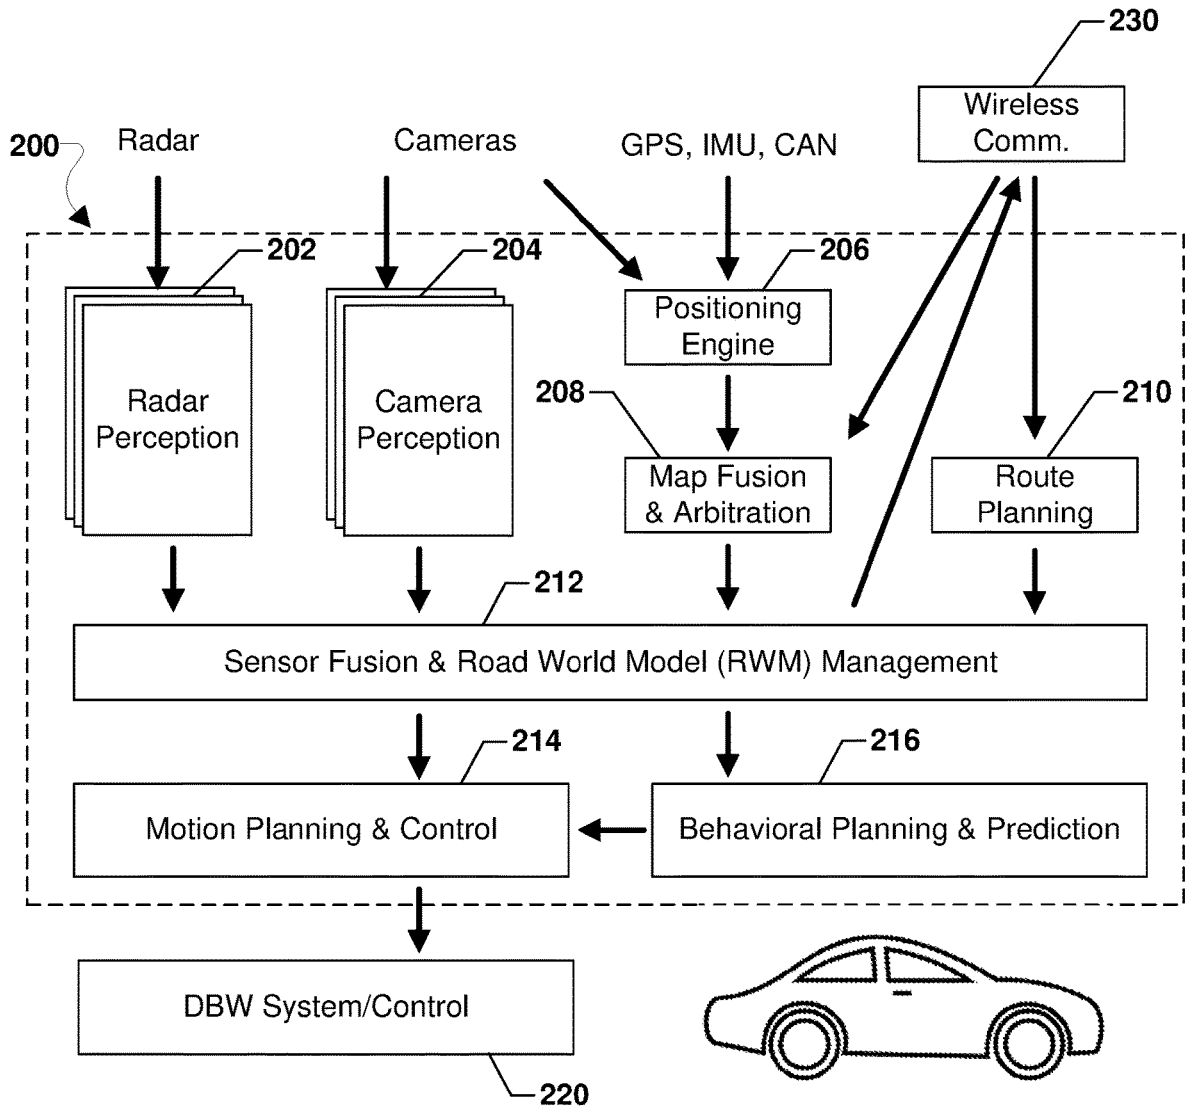 230
Wireless
Comm.
200
Radar
Cameras
GPS, IMU, CAN
202
204
206
Positioning
Engine
208
210
Radar
Perception
Camera
Perception
Map Fusion
& Arbitration
Route
Planning
212
Sensor Fusion & Road World Model (RWM) Management
214
216
Motion Planning & Control
Behavioral Planning & Prediction
DBW System/Control
220